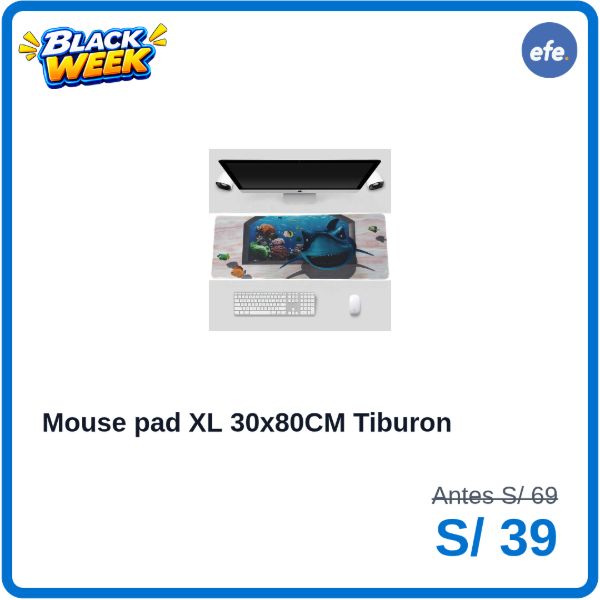 BLACK
WEEK
efe.
Mouse pad XL 30x80CM Tiburon
Antes S/ 69
S/ 39